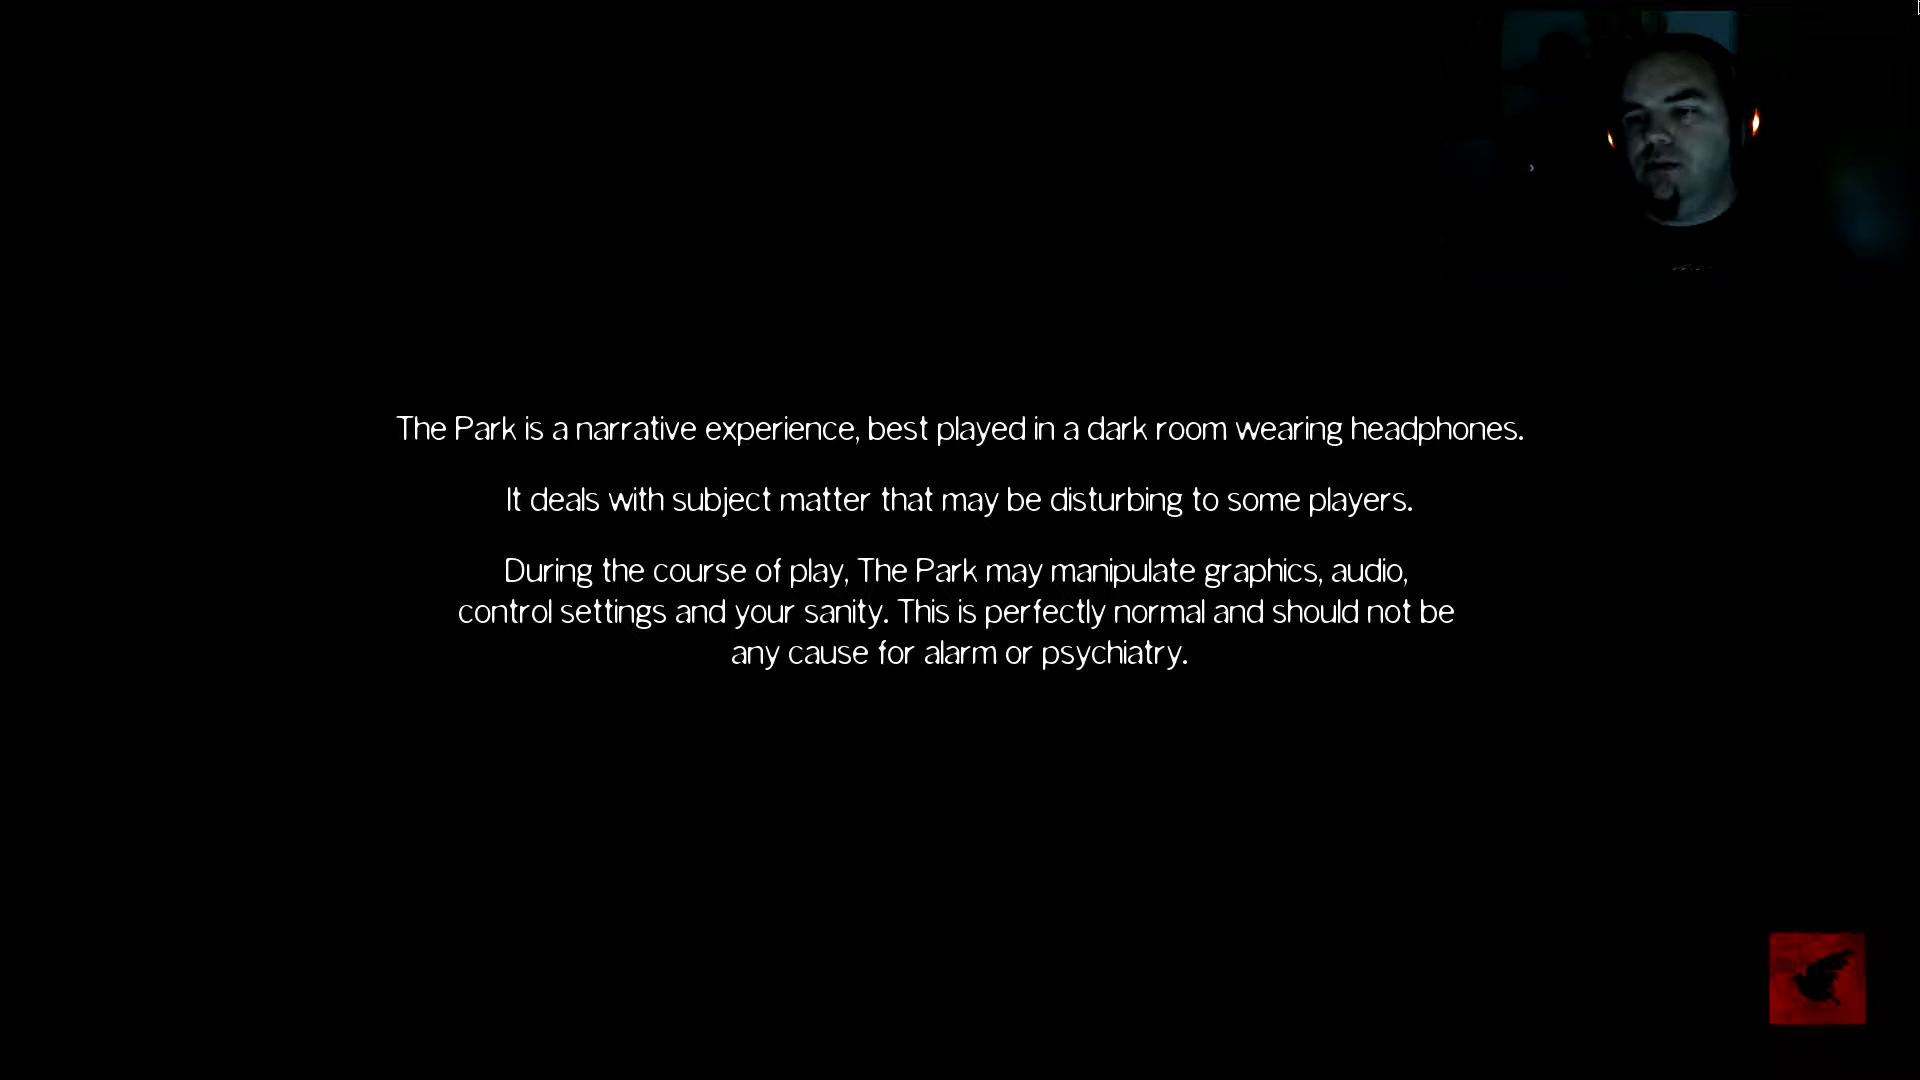 The Park is a narrative experience, best played in a dark room wearing headphones.
It deals with subject matter that may be disturbing to some players.
During the course of play, The Park may manipulate graphics, audio,
control settings and your sanity. This is perfectly normal and should not be
any cause for alarm or psychiatry.